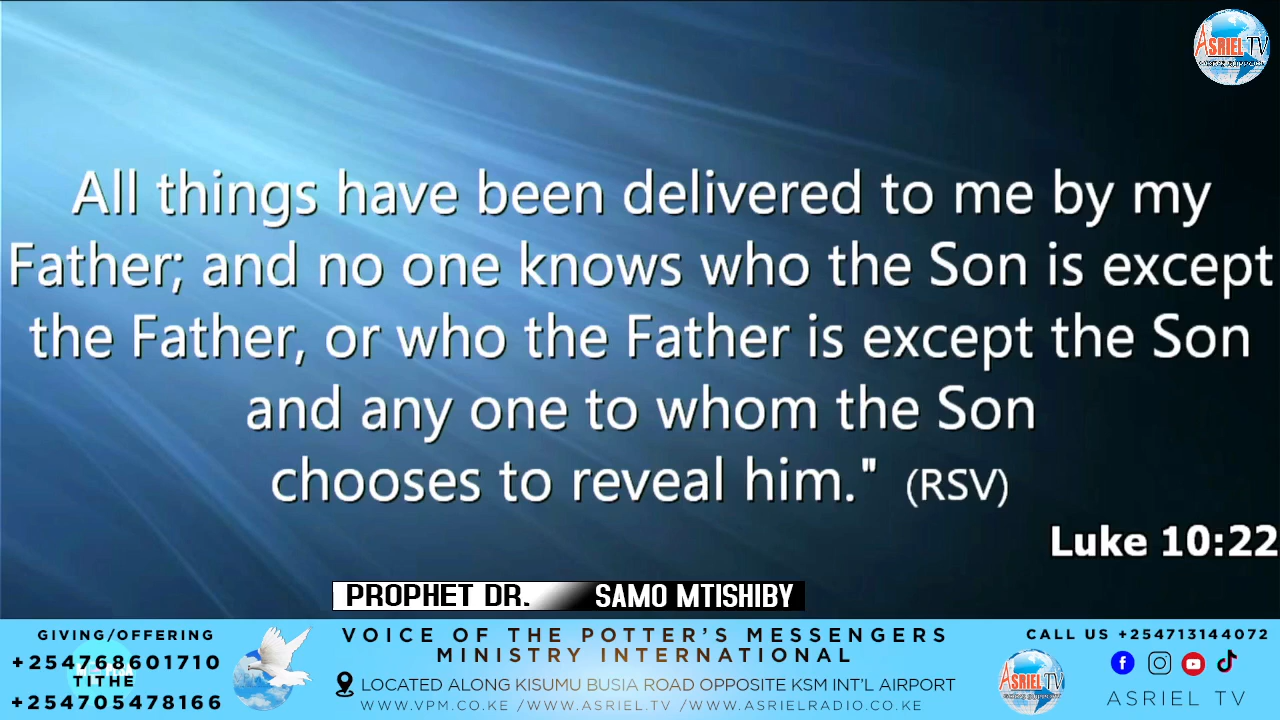 ASRIEL TV
All things have been delivered to me by my
Father; and no one knows who the Son is except
the Father, or who the Father is except the Son
and any one to whom the Son
chooses to reveal him." (RSV)
Luke 10:22
PROPHET DR. SAMO MTISHIBY
GIVING/OFFERING
+254768601710
TITHE
+254705478166
VOICE OF THE POTTER'S MESSENGERS
MINISTRY INTERNATIONAL
LOCATED ALONG KISUMU BUSIA ROAD OPPOSITE KSM INT'L AIRPORT
WWW.VPM.CO.KE /WWW.ASRIEL.TV /WWW.ASRIELRADIO.CO.KE
ASRIEL TV
CALL US +254713144072
ASRIEL TV